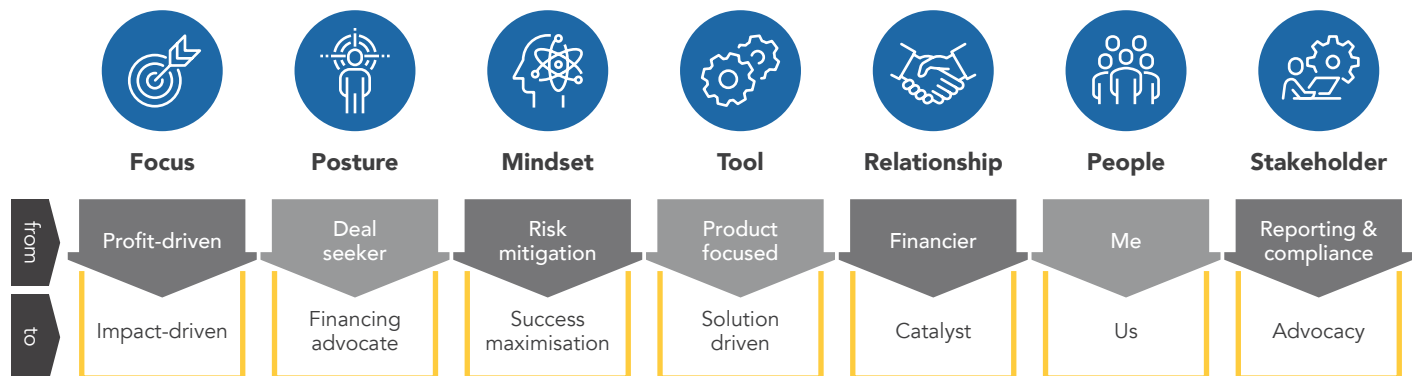 Focus
Posture
Mindset
Tool
Relationship
People
Stakeholder
from
Profit-driven
Deal
seeker
Risk
mitigation
Product
focused
Financier
Me
Reporting &
compliance
to
Impact-driven
Financing
advocate
Success
maximisation
Solution
driven
Catalyst
Us
Advocacy